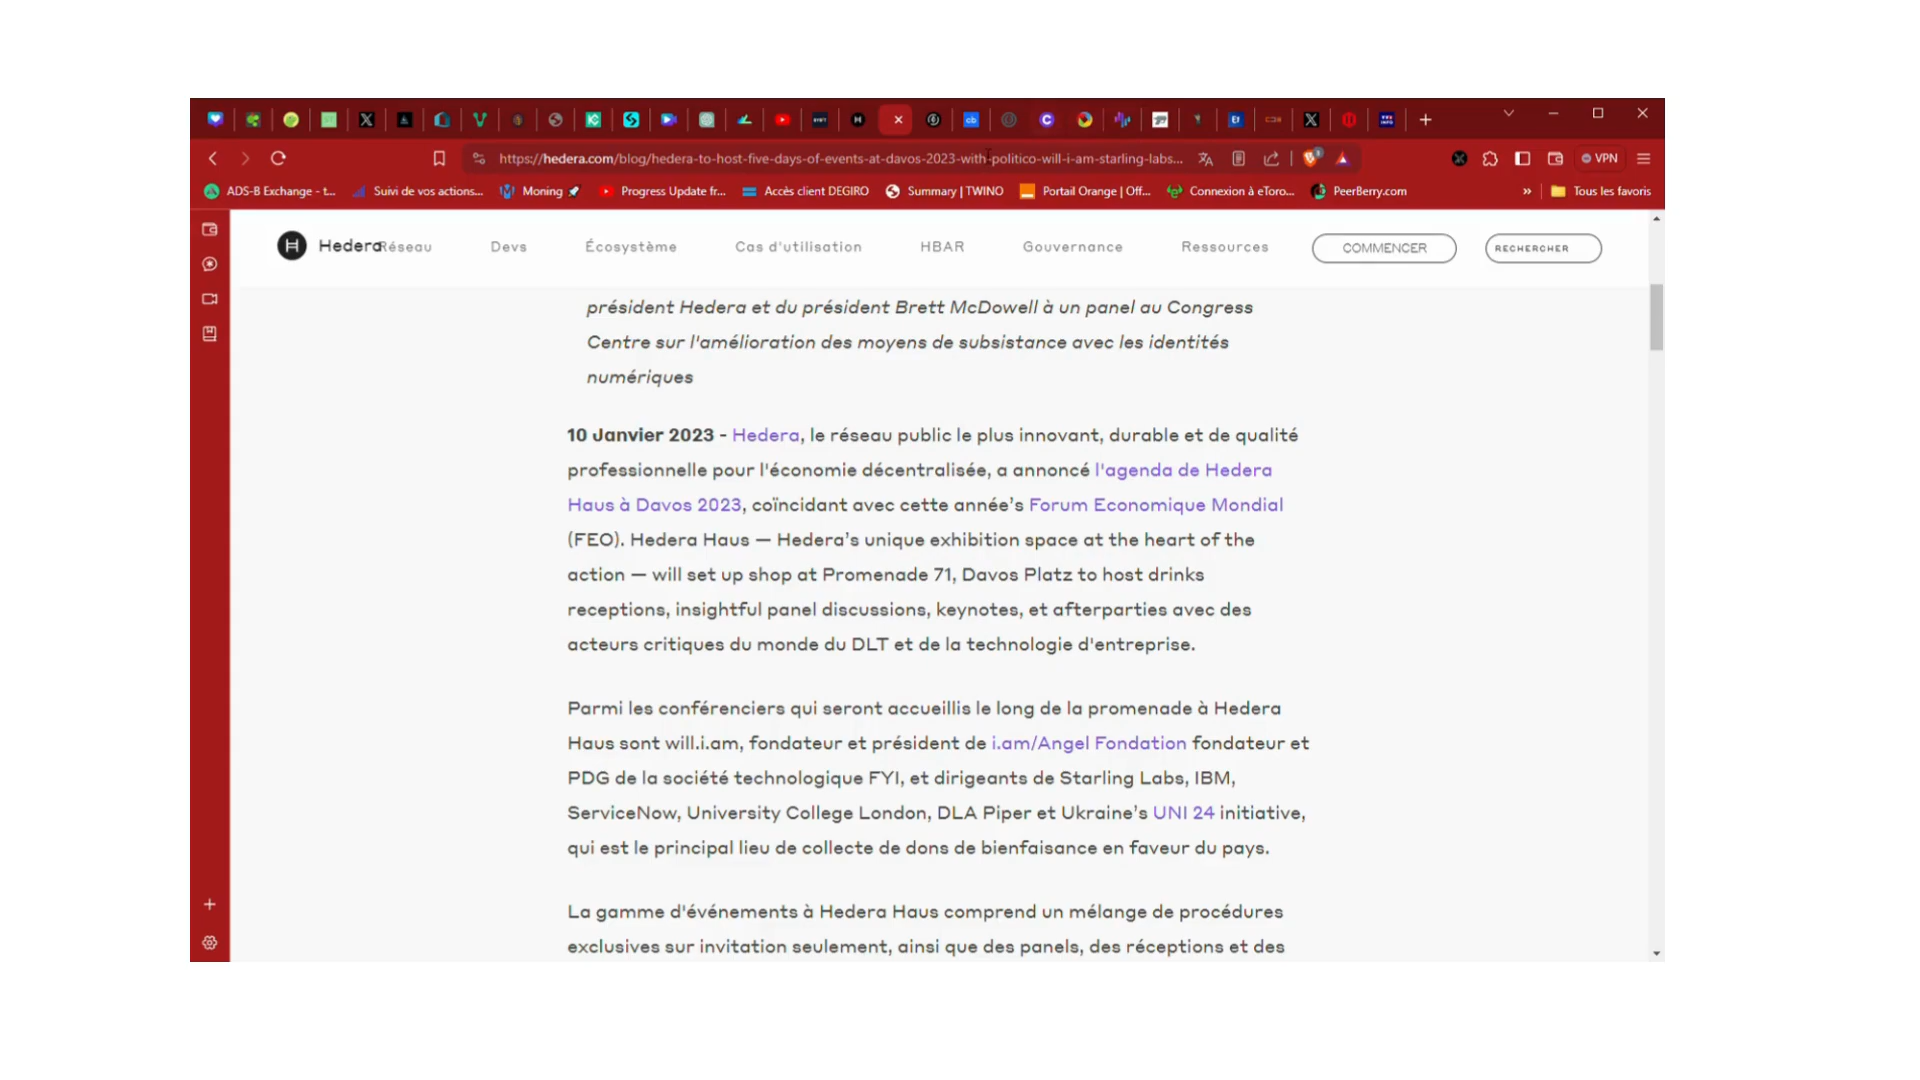 https://hedera.com/blog/hedera-to-host-five-days-of-events-at-davos-2023-with-politico-will-i-am-starling-labs...
VPN
ADS-B Exchange - t... Suivi de vos actions... Moning Progress Update fr... Accès client DEGIRO Summary | TWINO Portail Orange | Off... Connexion à eToro... PeerBerry.com » Tous les favoris
Hedera Réseau Devs Écosystème Cas d'utilisation HBAR Gouvernance Ressources COMMENCER RECHERCHER
président Hedera et du président Brett McDowell à un panel au Congress
Centre sur l'amélioration des moyens de subsistance avec les identités
numériques
10 Janvier 2023 - Hedera, le réseau public le plus innovant, durable et de qualité
professionnelle pour l'économie décentralisée, a annoncé l'agenda de Hedera
Haus à Davos 2023, coïncidant avec cette année’s Forum Economique Mondial
(FEO). Hedera Haus — Hedera’s unique exhibition space at the heart of the
action — will set up shop at Promenade 71, Davos Platz to host drinks
receptions, insightful panel discussions, keynotes, et afterparties avec des
acteurs critiques du monde du DLT et de la technologie d'entreprise.
Parmi les conférenciers qui seront accueillis le long de la promenade à Hedera
Haus sont will.i.am, fondateur et président de i.am/Angel Fondation fondateur et
PDG de la société technologique FYI, et dirigeants de Starling Labs, IBM,
ServiceNow, University College London, DLA Piper et Ukraine’s UNI 24 initiative,
qui est le principal lieu de collecte de dons de bienfaisance en faveur du pays.
La gamme d'événements à Hedera Haus comprend un mélange de procédures
exclusives sur invitation seulement, ainsi que des panels, des réceptions et des